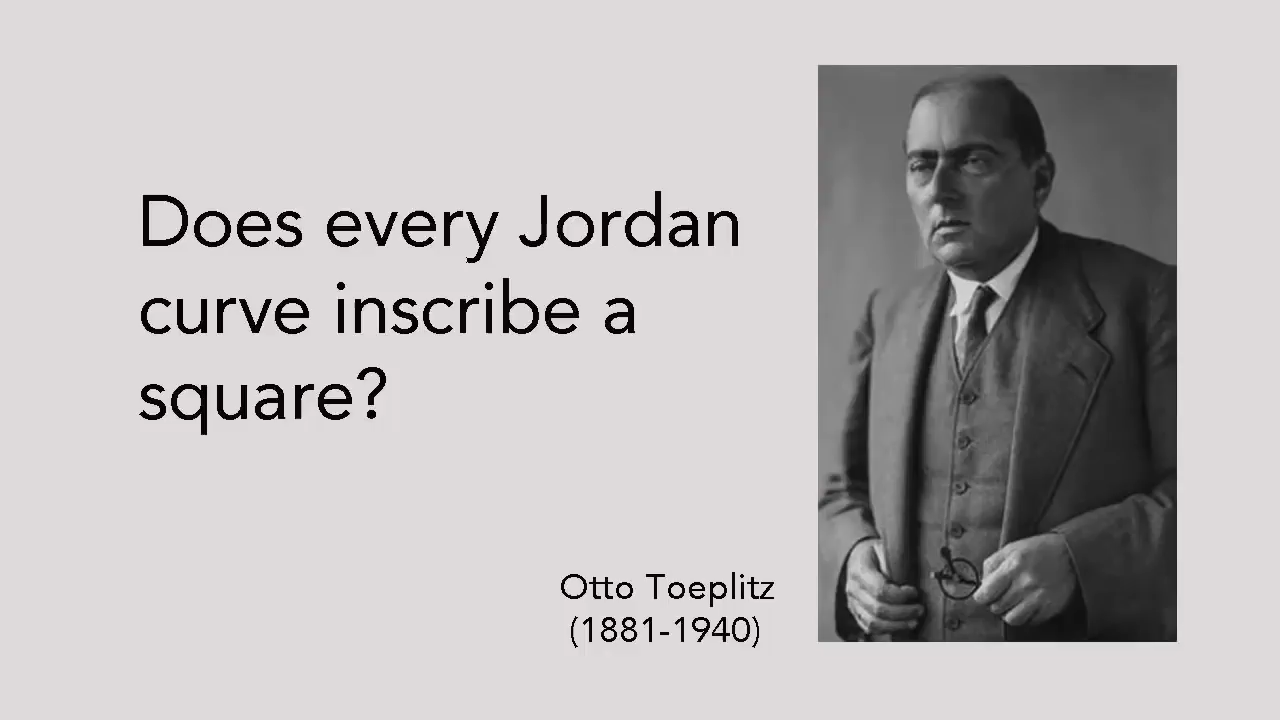 Does every Jordan
curve inscribe a
square?
Otto Toeplitz
(1881-1940)